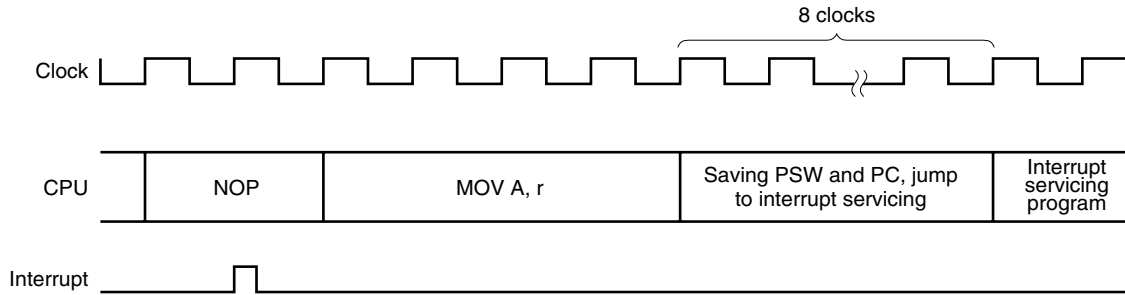 8 clocks
Clock
CPU
NOP
MOV A, r
Saving PSW and PC, jump
to interrupt servicing
Interrupt
servicing
program
Interrupt